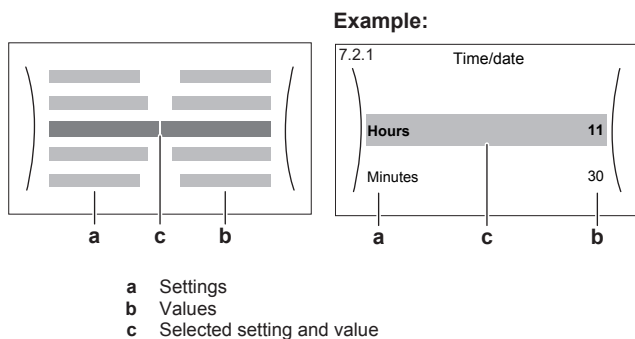 Example:
7.2.1 Time/date
Hours 11
Minutes 30
a c b
a c b
a Settings
b Values
c Selected setting and value